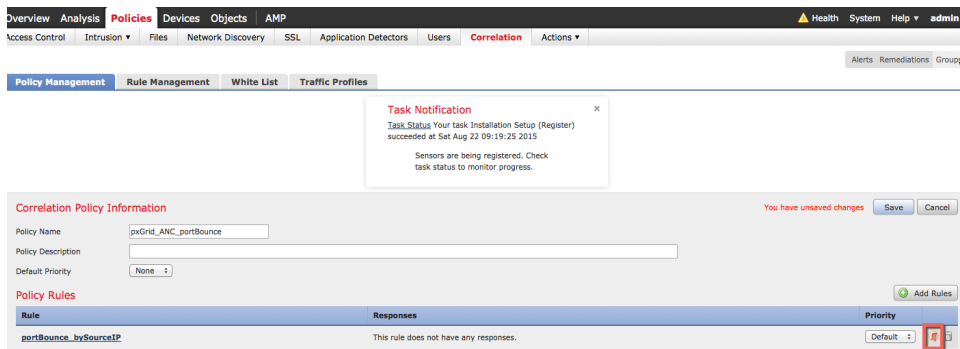 Overview Analysis Policies Devices Objects AMP Health System Help ▼ admin
Access Control Intrusion ▼ Files Network Discovery SSL Application Detectors Users Correlation Actions ▼
Alerts Remediations Group
Policy Management Rule Management White List Traffic Profiles
Task Notification ×
Task Status Your task Installation Setup (Register)
succeeded at Sat Aug 22 09:19:25 2015
Sensors are being registered. Check
task status to monitor progress.
Correlation Policy Information You have unsaved changes Save Cancel
Policy Name pxGrid_ANC_portBounce
Policy Description
Default Priority None
Policy Rules Add Rules
Rule Responses Priority
portBounce_bySourceIP This rule does not have any responses. Default